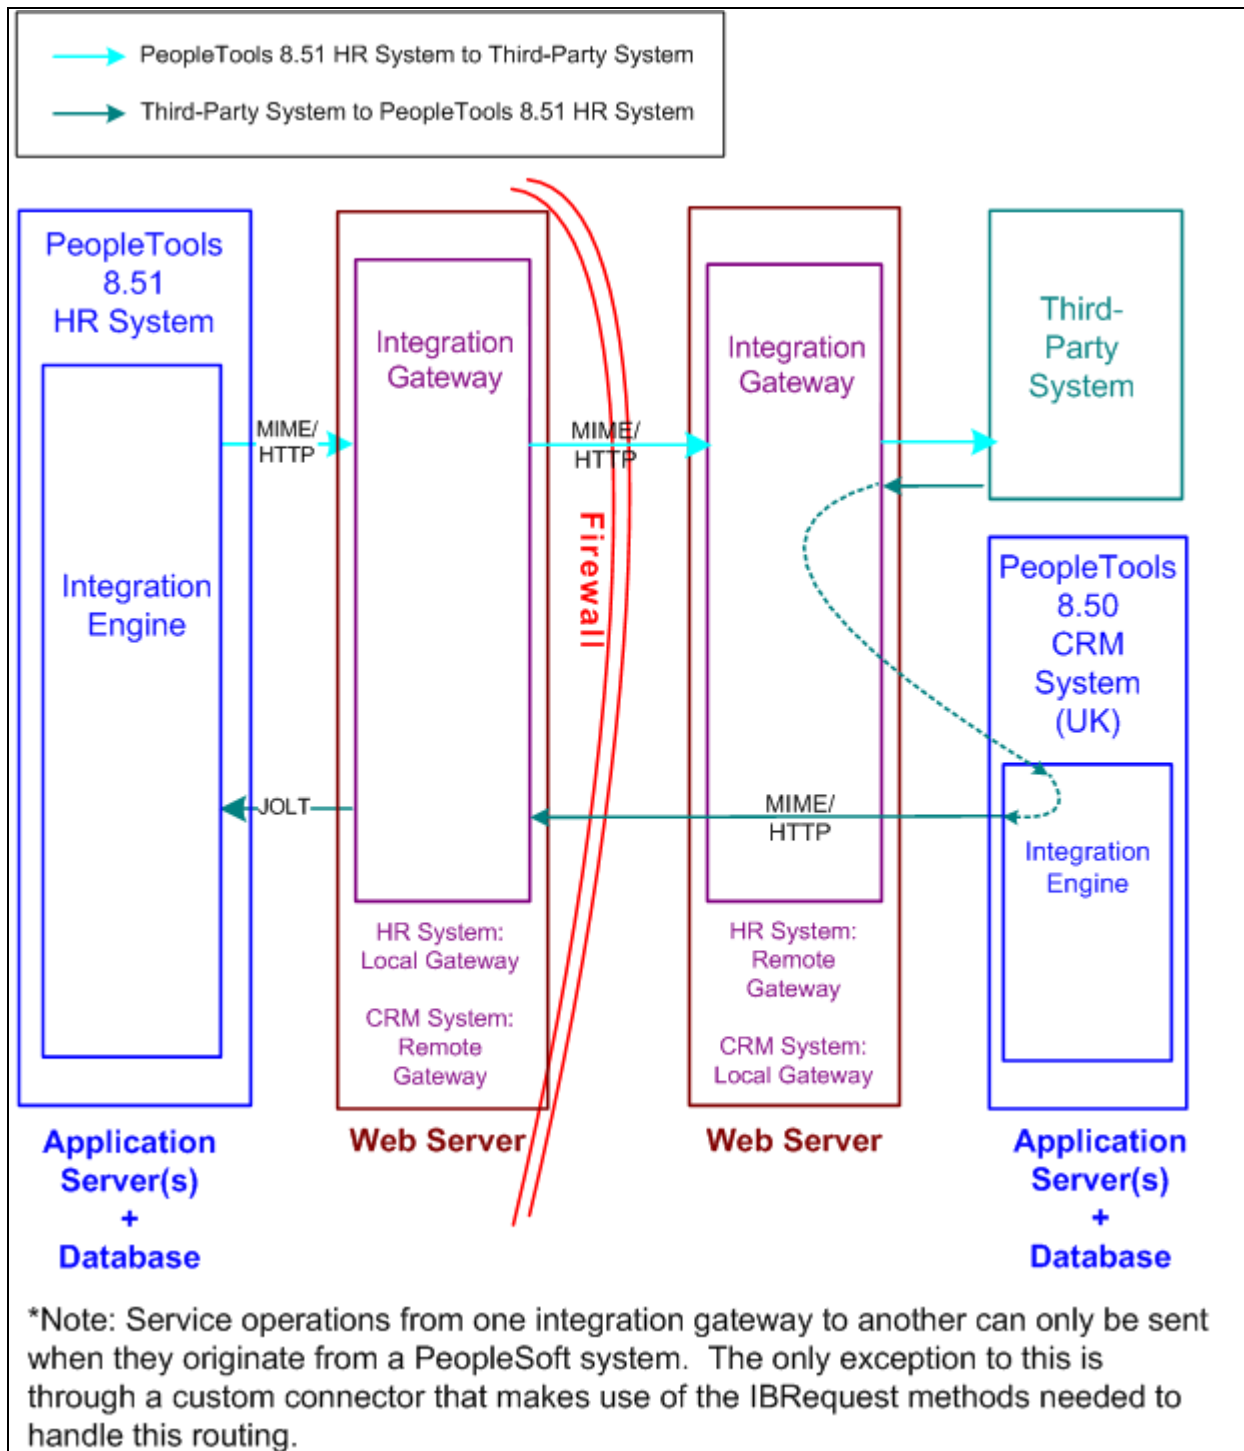 PeopleTools 8.51 HR System to Third-Party System
Third-Party System to PeopleTools 8.51 HR System
PeopleTools
8.51
HR System
Integration
Engine
MIME/
HTTP
JOLT
Integration
Gateway
HR System:
Local Gateway
CRM System:
Remote
Gateway
MIME/
HTTP
Firewall
Integration
Gateway
MIME/
HTTP
HR System:
Remote
Gateway
CRM System:
Local Gateway
Third-
Party
System
PeopleTools
8.50
CRM
System
(UK)
Integration
Engine
Application
Server(s)
+
Database
Web Server
Web Server
Application
Server(s)
+
Database
*Note: Service operations from one integration gateway to another can only be sent
when they originate from a PeopleSoft system.  The only exception to this is
through a custom connector that makes use of the IBRequest methods needed to
handle this routing.